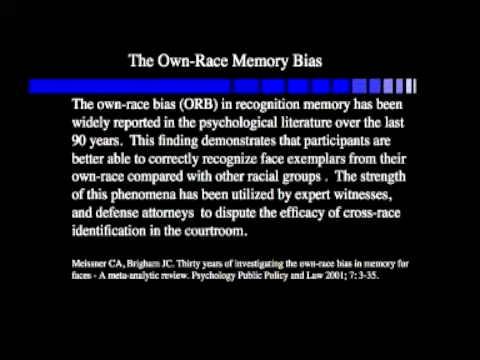 The Own-Race Memory Bias
The own-race bias (ORB) in recognition memory has been
widely reported in the psychological literature over the last
90 years.  This finding demonstrates that participants are
better able to correctly recognize face exemplars from their
own-race compared with other racial groups .  The strength
of this phenomena has been utilized by expert witnesses,
and defense attorneys  to dispute the efficacy of cross-race
identification in the courtroom.
Meissner CA, Brigham JC. Thirty years of investigating the own-race bias in memory for
faces - A meta-analytic review. Psychology Public Policy and Law 2001; 7: 3-35.